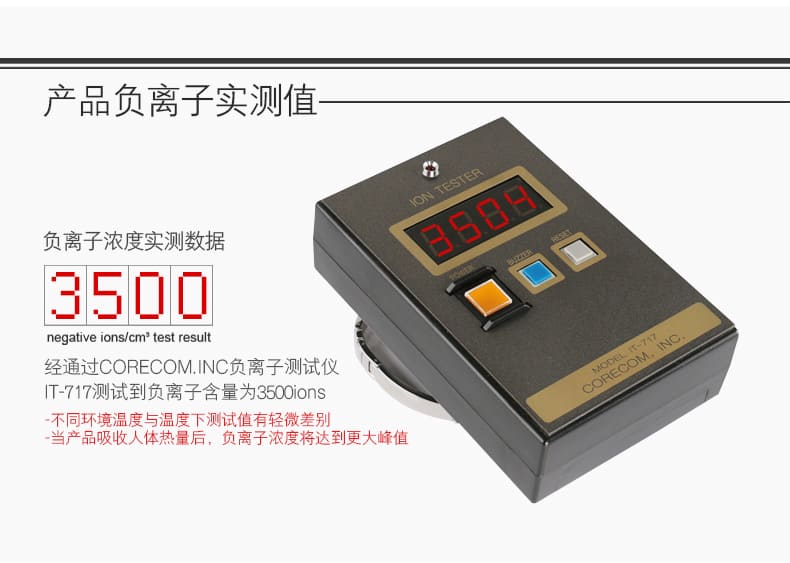 产品负离子实测值
负离子浓度实测数据
3500
negative ions/cm³ test result
经通过CORECOM.INC负离子测试仪
IT-717测试到负离子含量为3500ions
-不同环境温度与温度下测试值有轻微差别
-当产品吸收人体热量后，负离子浓度将达到更大峰值
ION TESTER
3504
POWER
BUZZER
RESET
MODEL IT-717
CORECOM, INC.